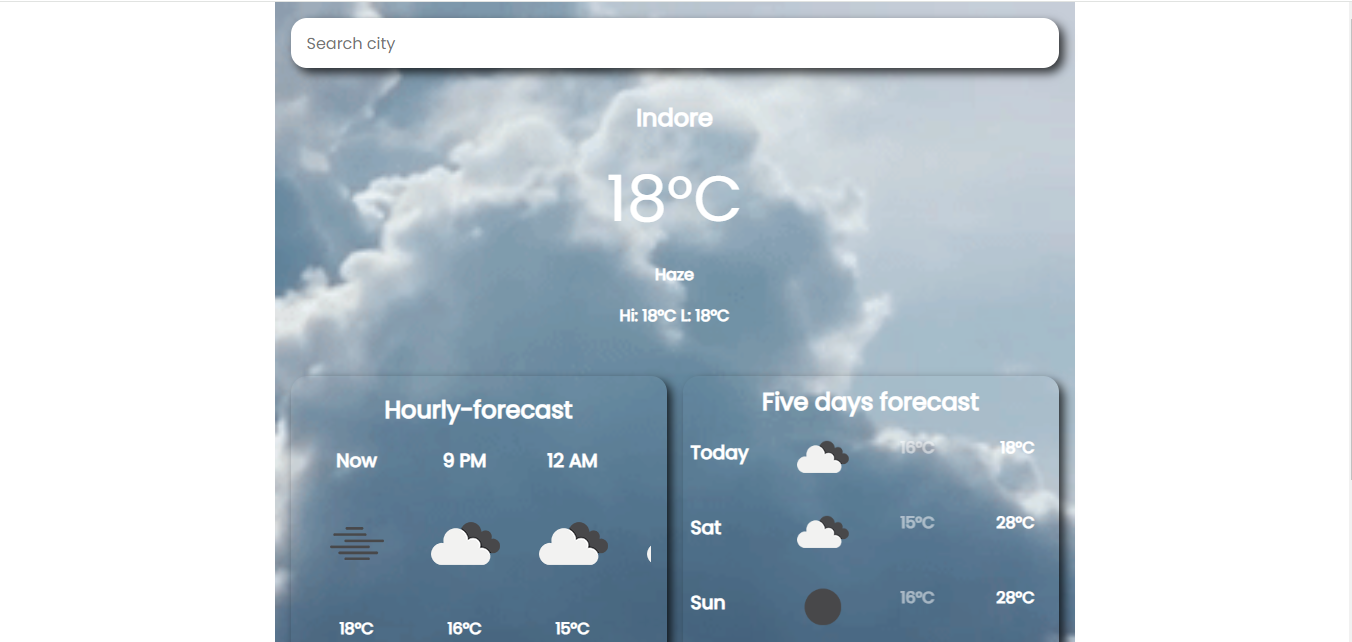 Search city
Indore
18°C
Haze
Hi: 18°C L: 18°C
Hourly-forecast
Now 9 PM 12 AM
18°C 16°C 15°C
Five days forecast
Today 16°C 18°C
Sat 15°C 28°C
Sun 16°C 28°C